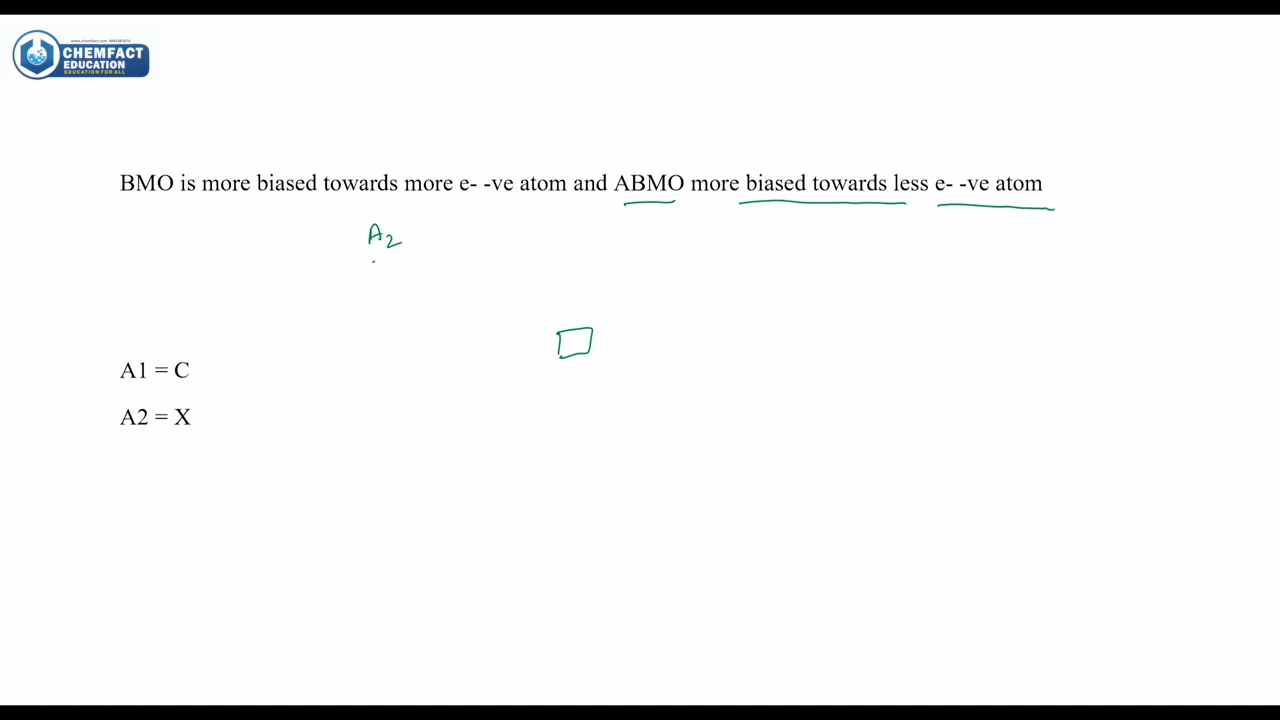 CHEMFACT
EDUCATION
EDUCATION FOR ALL
BMO is more biased towards more e- -ve atom and ABMO more biased towards less e- -ve atom
A2
A1 = C
A2 = X